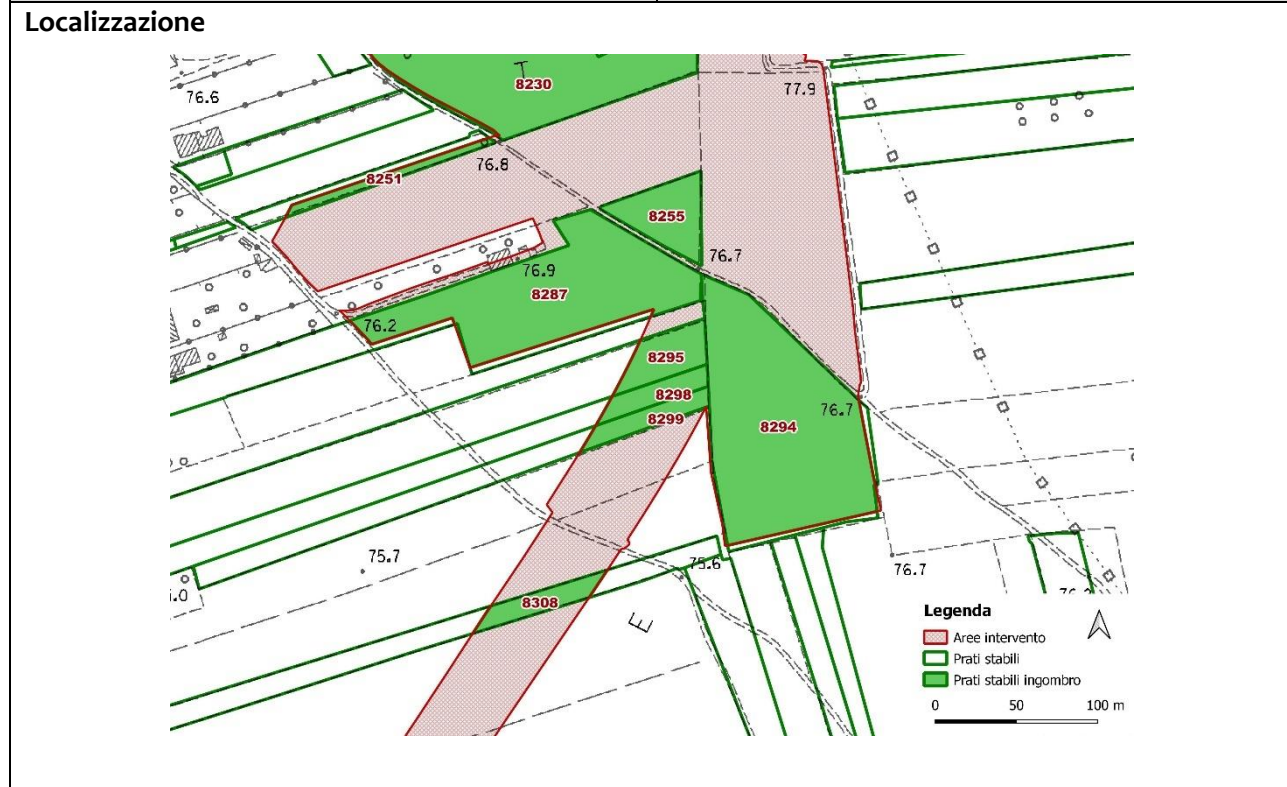 Localizzazione
8230
76.6
77.9
76.8
8251
8255
76.7
76.9
8287
76.2
8295
8298
8299
8294
76.7
75.7
75.6
76.7
8308
E
Legenda
Aree intervento
Prati stabili
Prati stabili ingombro
0 50 100 m